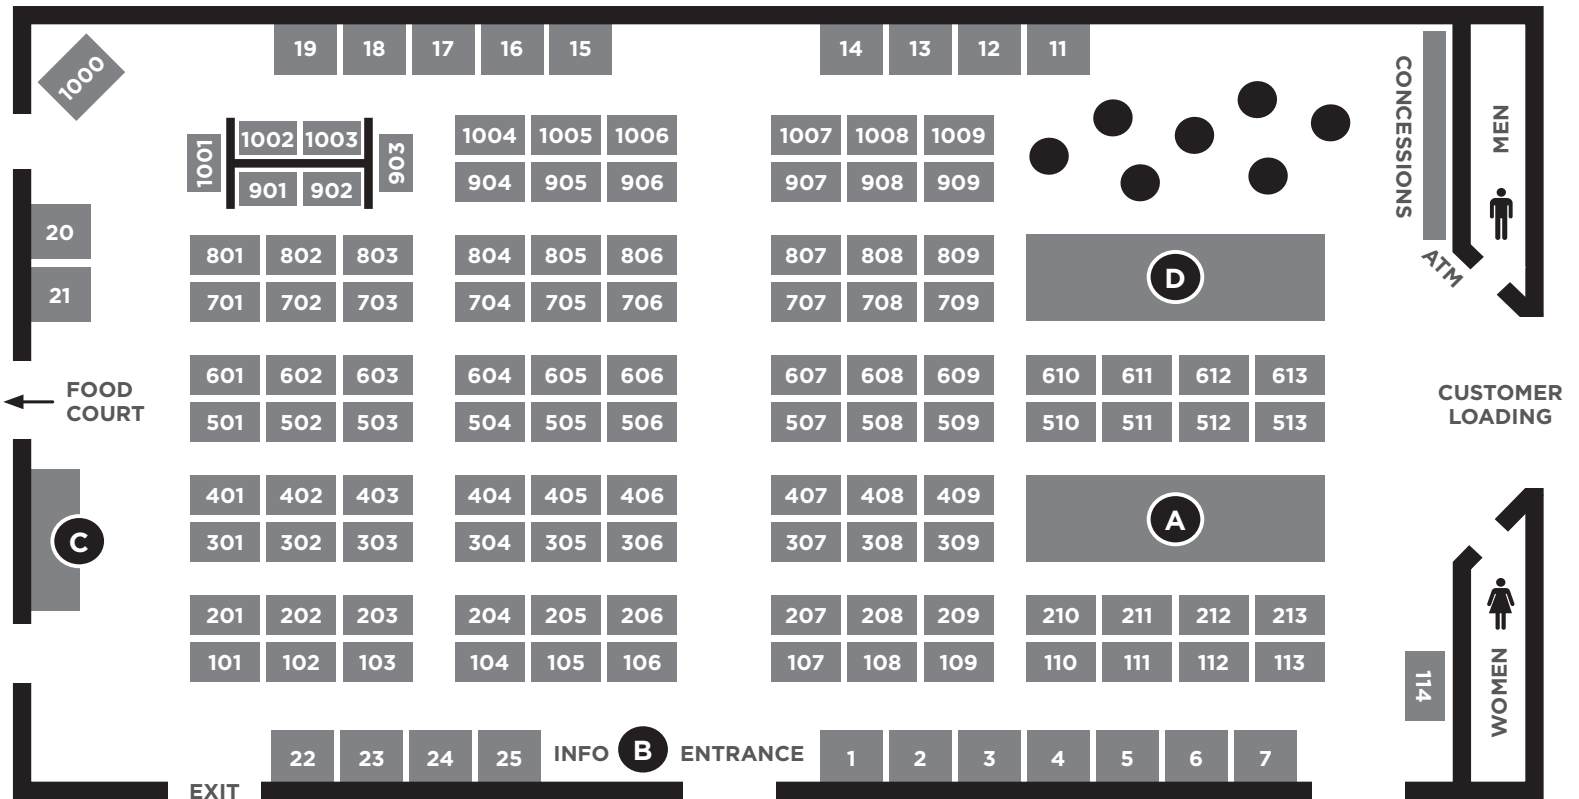 19 18 17 16 15 14 13 12 11
1000
CONCESSIONS
MEN
1001
1002 1003
903
901 902
1004 1005 1006 1007 1008 1009
904 905 906 907 908 909
20
21
801 802 803 804 805 806 807 808 809
701 702 703 704 705 706 707 708 709
D
ATM
601 602 603 604 605 606 607 608 609 610 611 612 613
FOOD
COURT
501 502 503 504 505 506 507 508 509 510 511 512 513
CUSTOMER
LOADING
401 402 403 404 405 406 407 408 409
301 302 303 304 305 306 307 308 309
A
C
201 202 203 204 205 206 207 208 209 210 211 212 213
101 102 103 104 105 106 107 108 109 110 111 112 113
114
WOMEN
22 23 24 25 INFO B ENTRANCE 1 2 3 4 5 6 7
EXIT